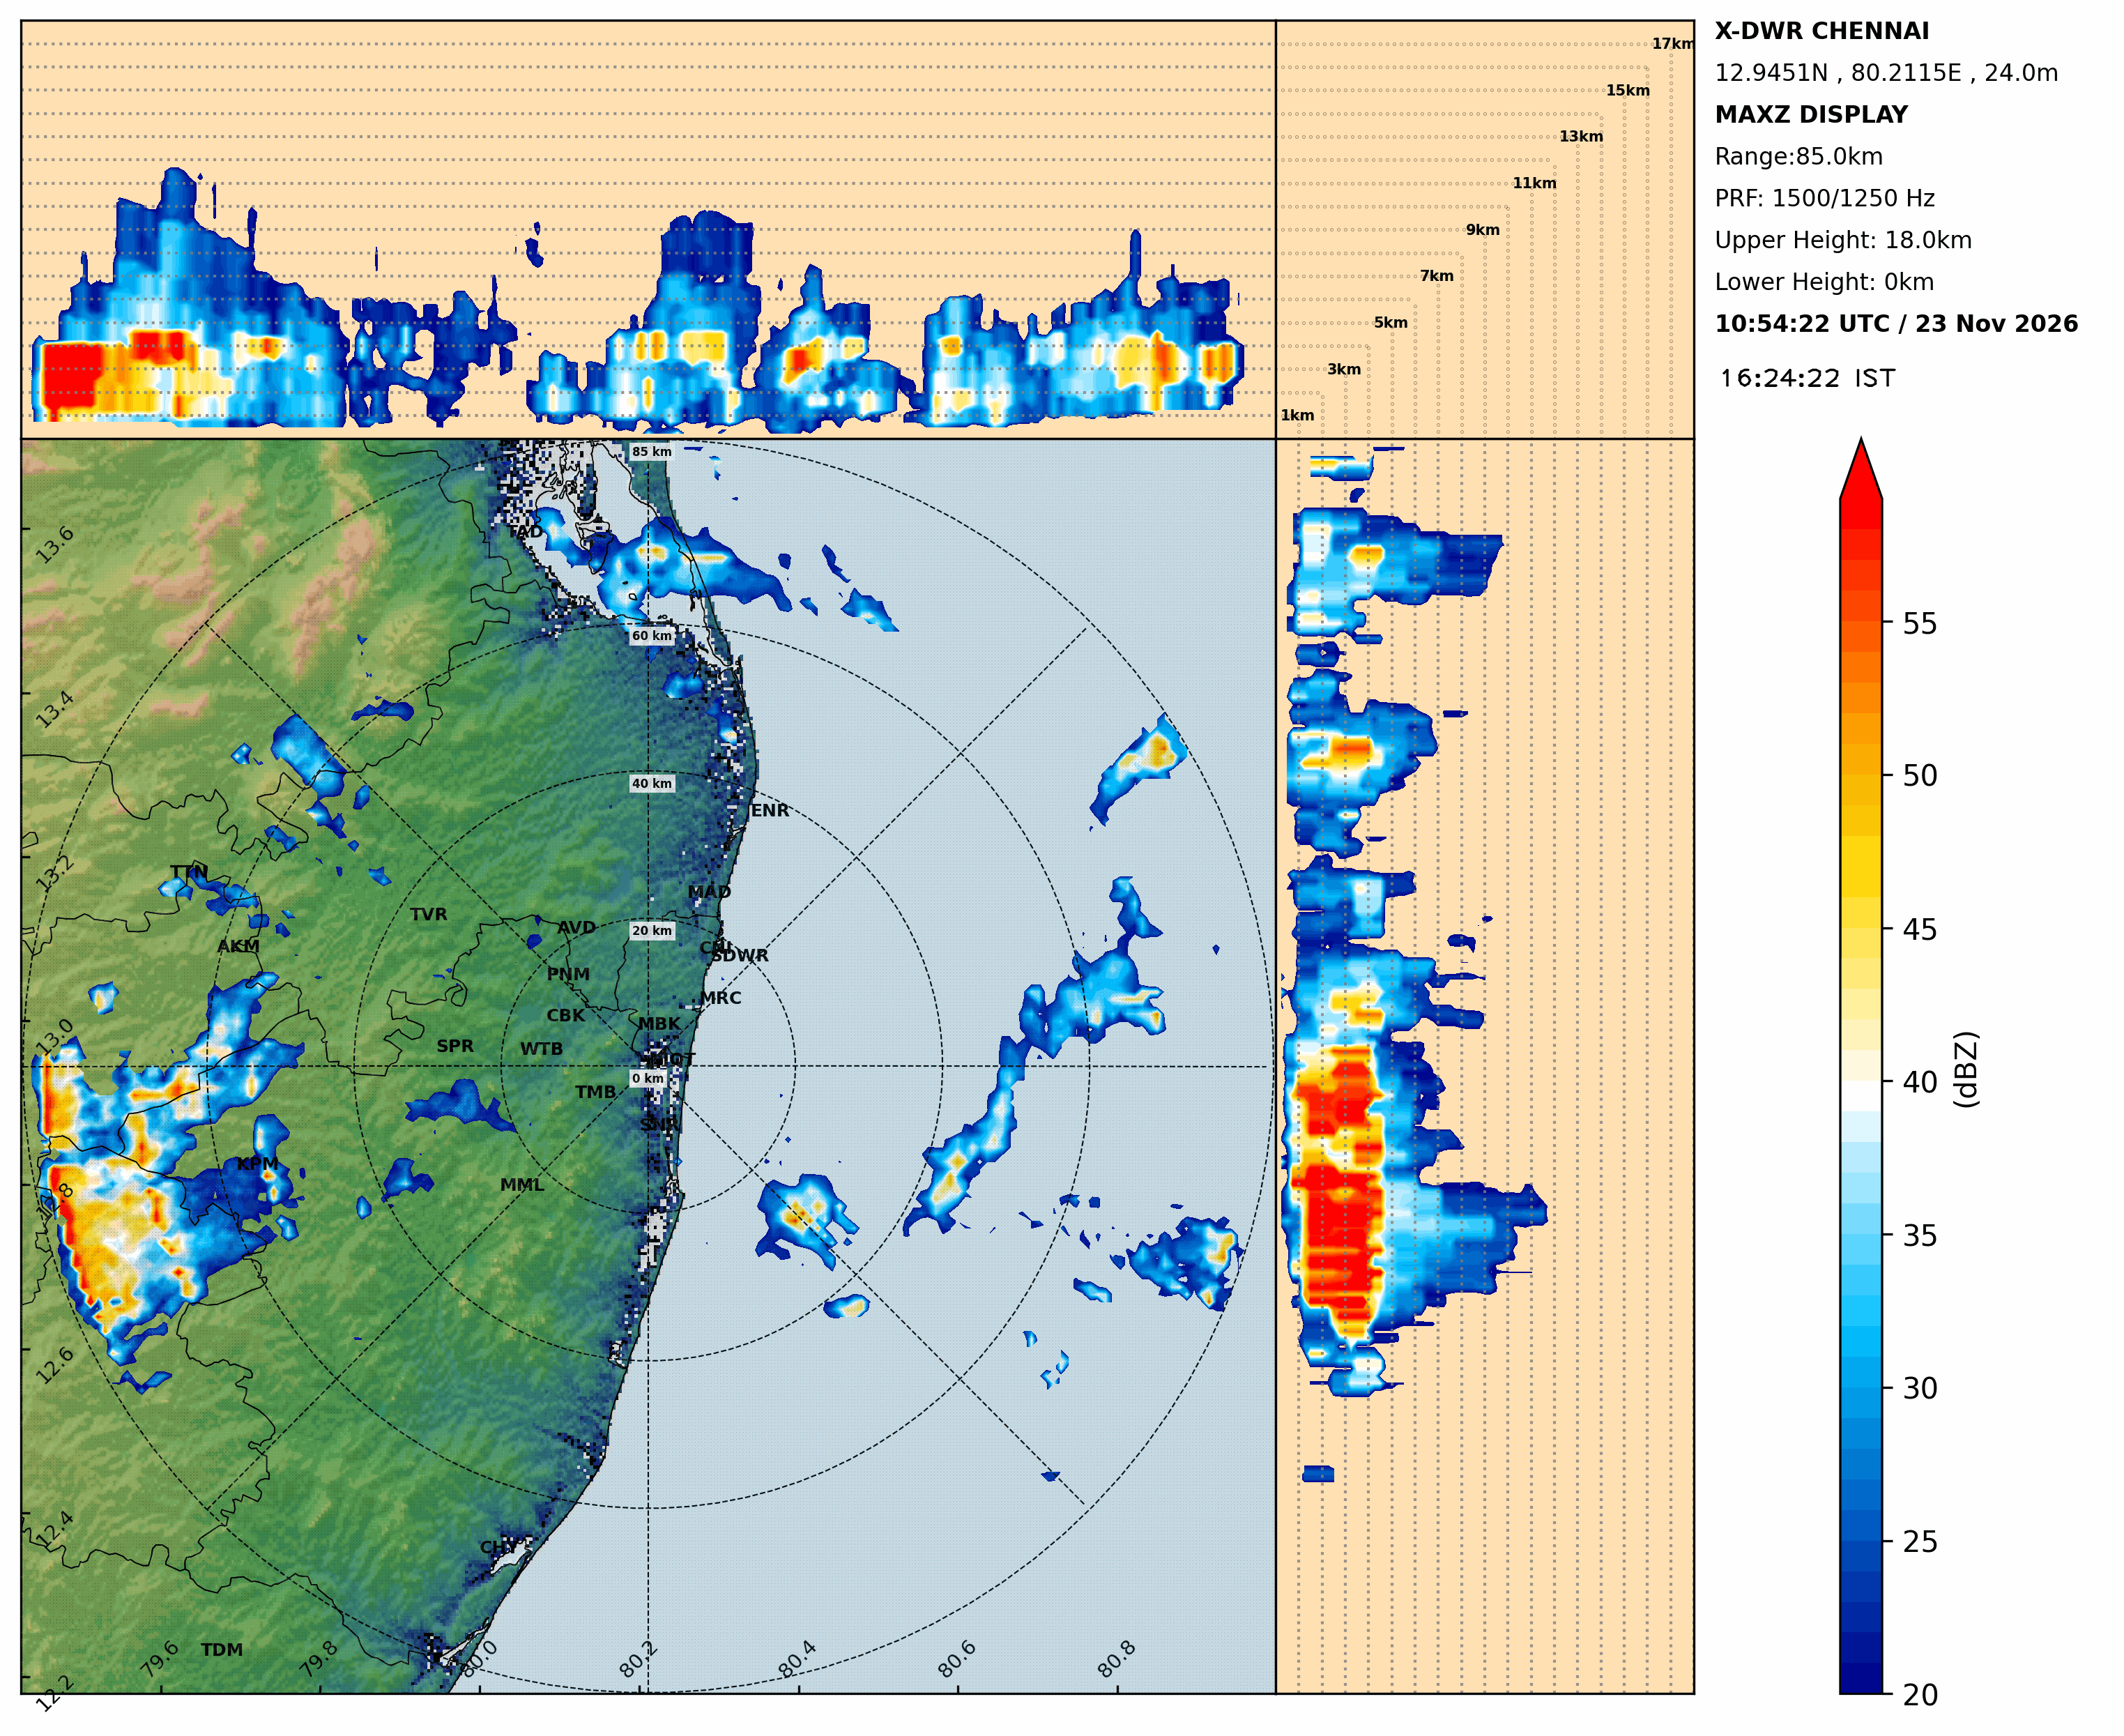 X-DWR CHENNAI
12.9451N , 80.2115E , 24.0m
MAXZ DISPLAY
Range:85.0km
PRF: 1500/1250 Hz
Upper Height: 18.0km
Lower Height: 0km
10:54:22 UTC / 23 Nov 2026
16:24:22 IST
17km
15km
13km
11km
9km
7km
5km
3km
1km
85 km
TAD
60 km
13.6
13.4
40 km
ENR
13.2
TTN
MAD
TVR
AVD
20 km
AKM
SDWR
PNM
MRC
13.0
CBK
MBK
SPR
WTB
0 km
TMB
SNR
KPM
MML
12.6
12.4
CHY
TDM
12.2
79.6
79.8
80.0
80.2
80.4
80.6
80.8
55
50
45
40
35
30
25
20
(dBZ)